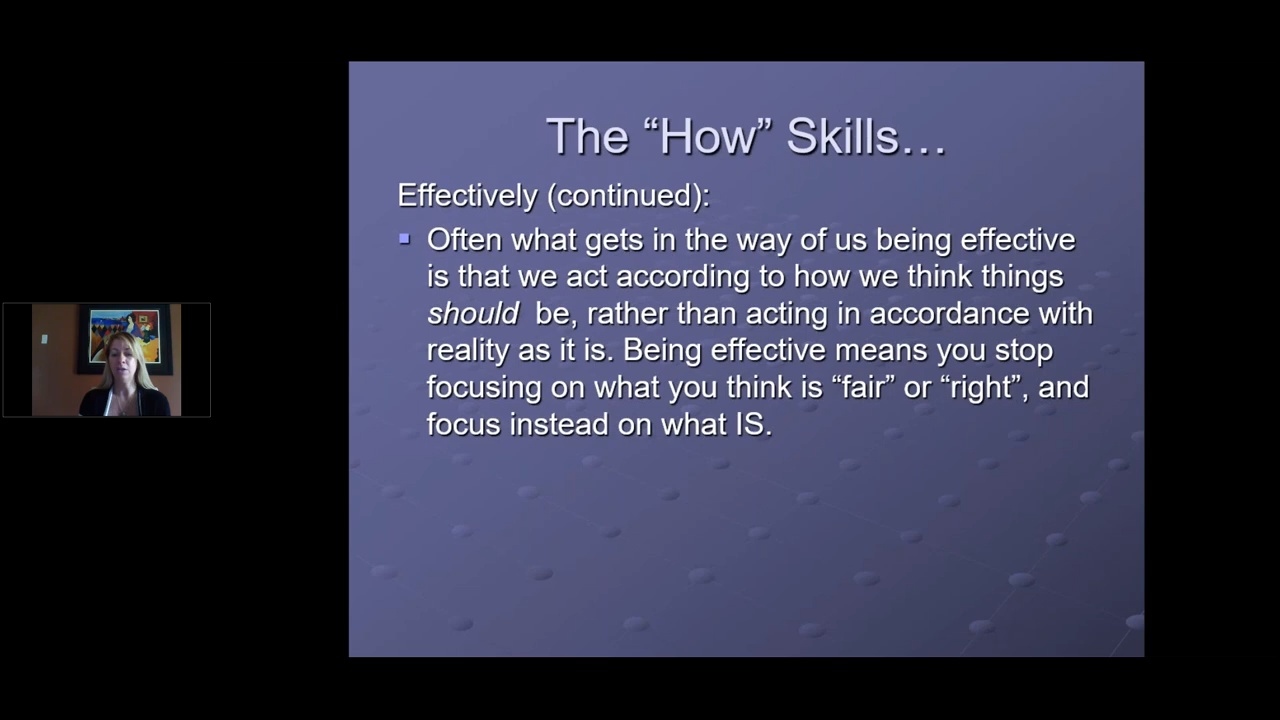 The “How” Skills…
Effectively (continued):
Often what gets in the way of us being effective
is that we act according to how we think things
should be, rather than acting in accordance with
reality as it is. Being effective means you stop
focusing on what you think is “fair” or “right”, and
focus instead on what IS.